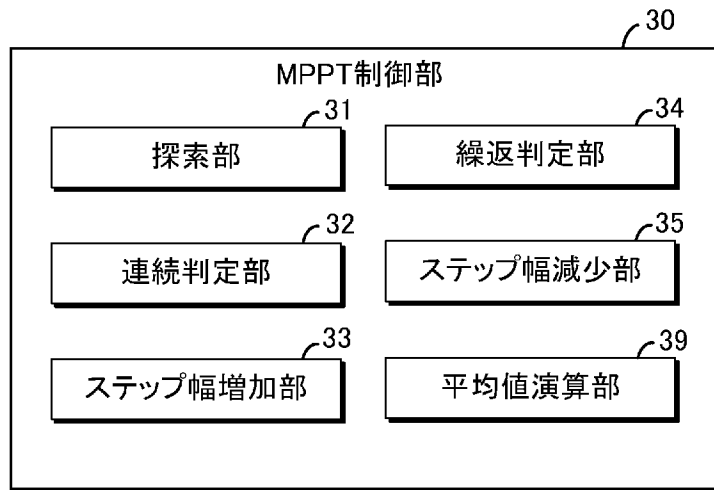 30
MPPT制御部
31
探索部
34
繰返判定部
32
連続判定部
35
ステップ幅減少部
33
ステップ幅増加部
39
平均値演算部